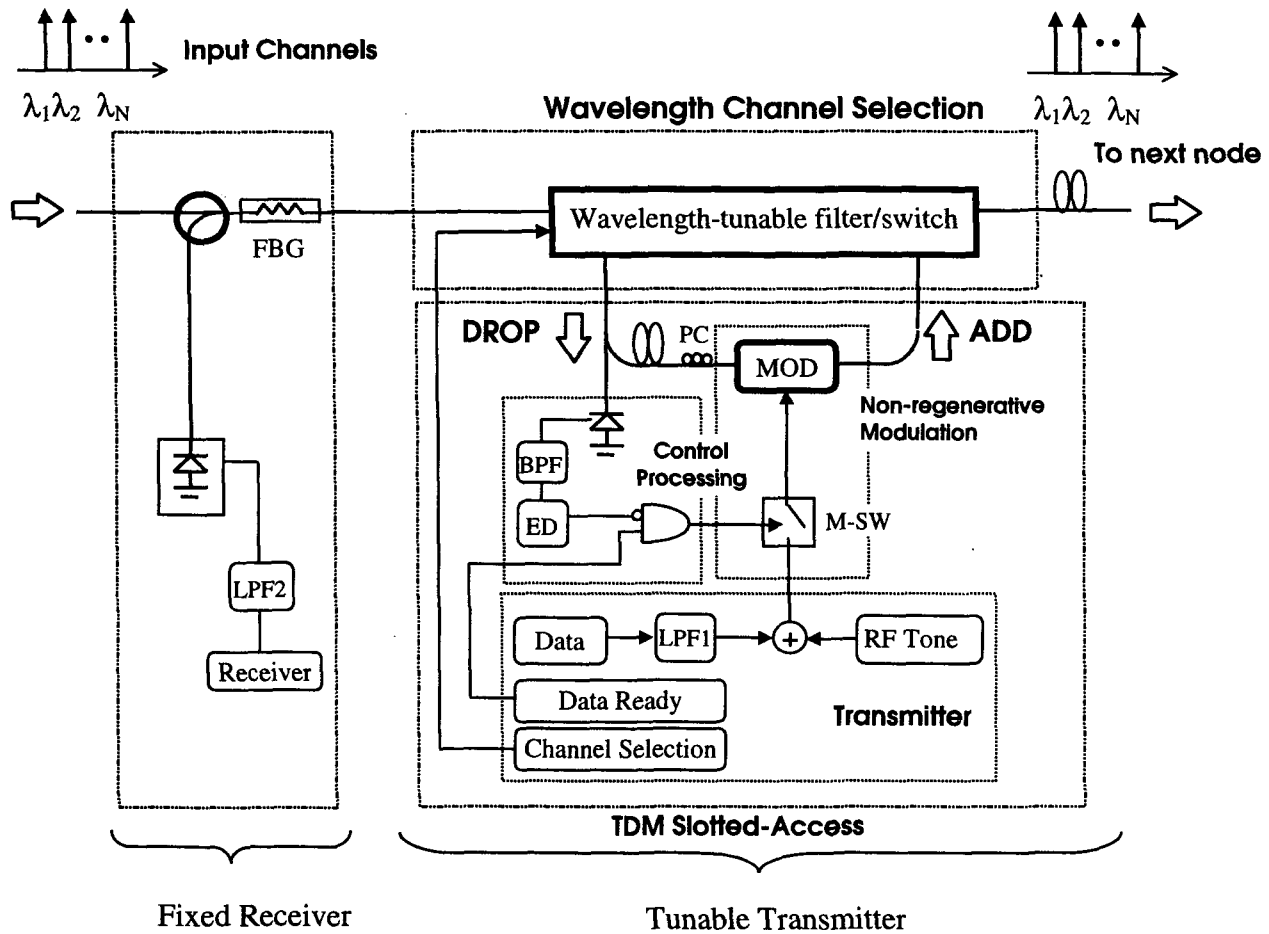 Input Channels
λ1λ2 λN
λ1λ2 λN
Wavelength Channel Selection
To next node
Wavelength-tunable filter/switch
FBG
DROP
PC
ADD
MOD
Non-regenerative
Modulation
BPF
Control
Processing
ED
M-SW
LPF2
Receiver
Data
LPF1
+
RF Tone
Data Ready
Transmitter
Channel Selection
TDM Slotted-Access
Fixed Receiver
Tunable Transmitter